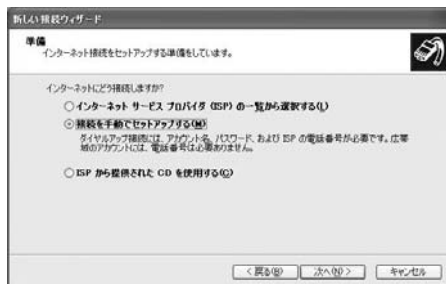 新しい接続ウィザード
準備
インターネット接続をセットアップする準備をしています。
インターネットにどう接続しますか?
インターネット サービス プロバイダ (ISP) の一覧から選択する(L)
接続を手動でセットアップする(M)
ダイヤルアップ接続には、アカウント名、パスワード、および ISP の電話番号が必要です。広帯
域のアカウントには、電話番号は必要ありません。
ISP から提供された CD を使用する(C)
< 戻る(B)
次へ(N) >
キャンセル